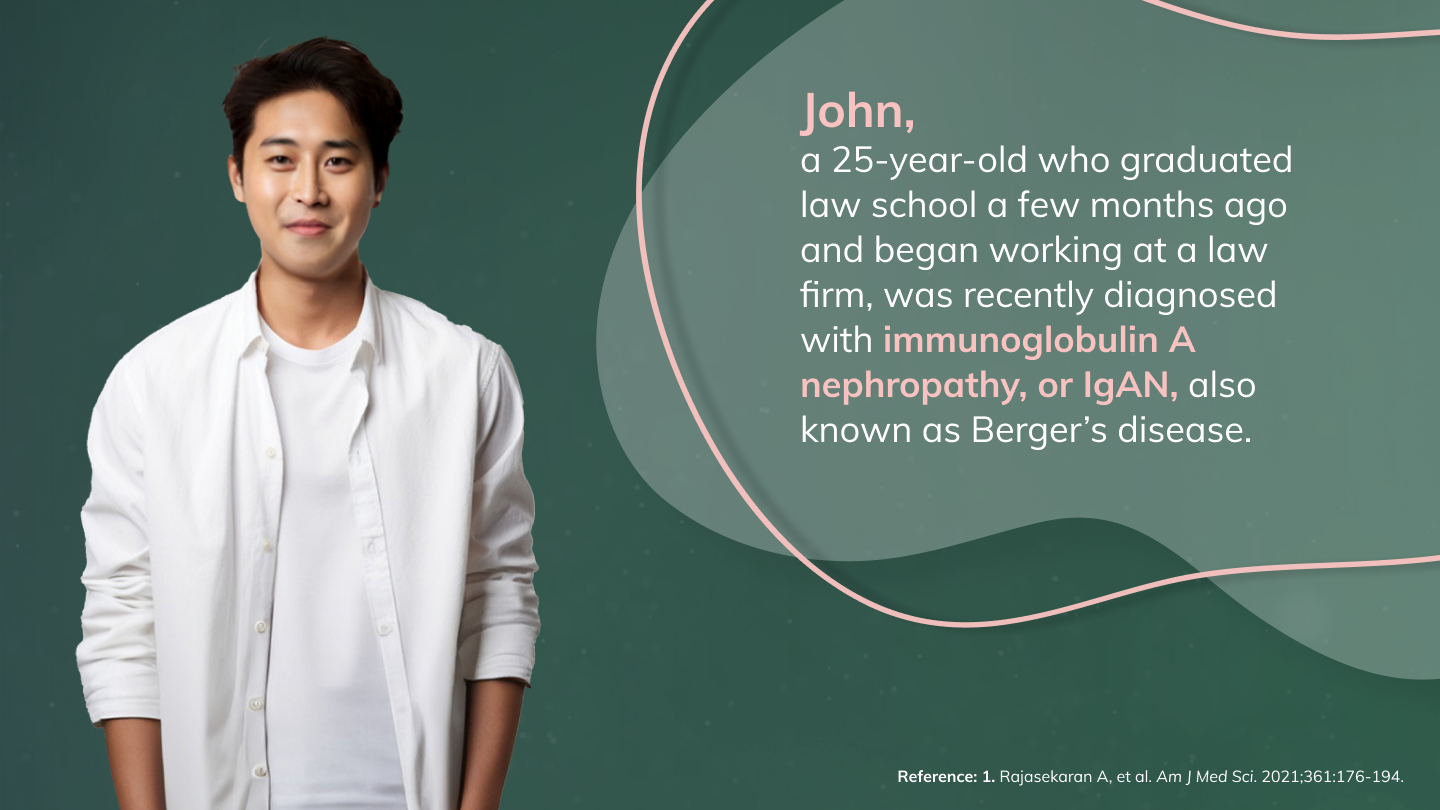 John,
a 25-year-old who graduated
law school a few months ago
and began working at a law
firm, was recently diagnosed
with immunoglobulin A
nephropathy, or IgAN, also
known as Berger’s disease.
Reference: 1. Rajasekaran A, et al. Am J Med Sci. 2021;361:176-194.